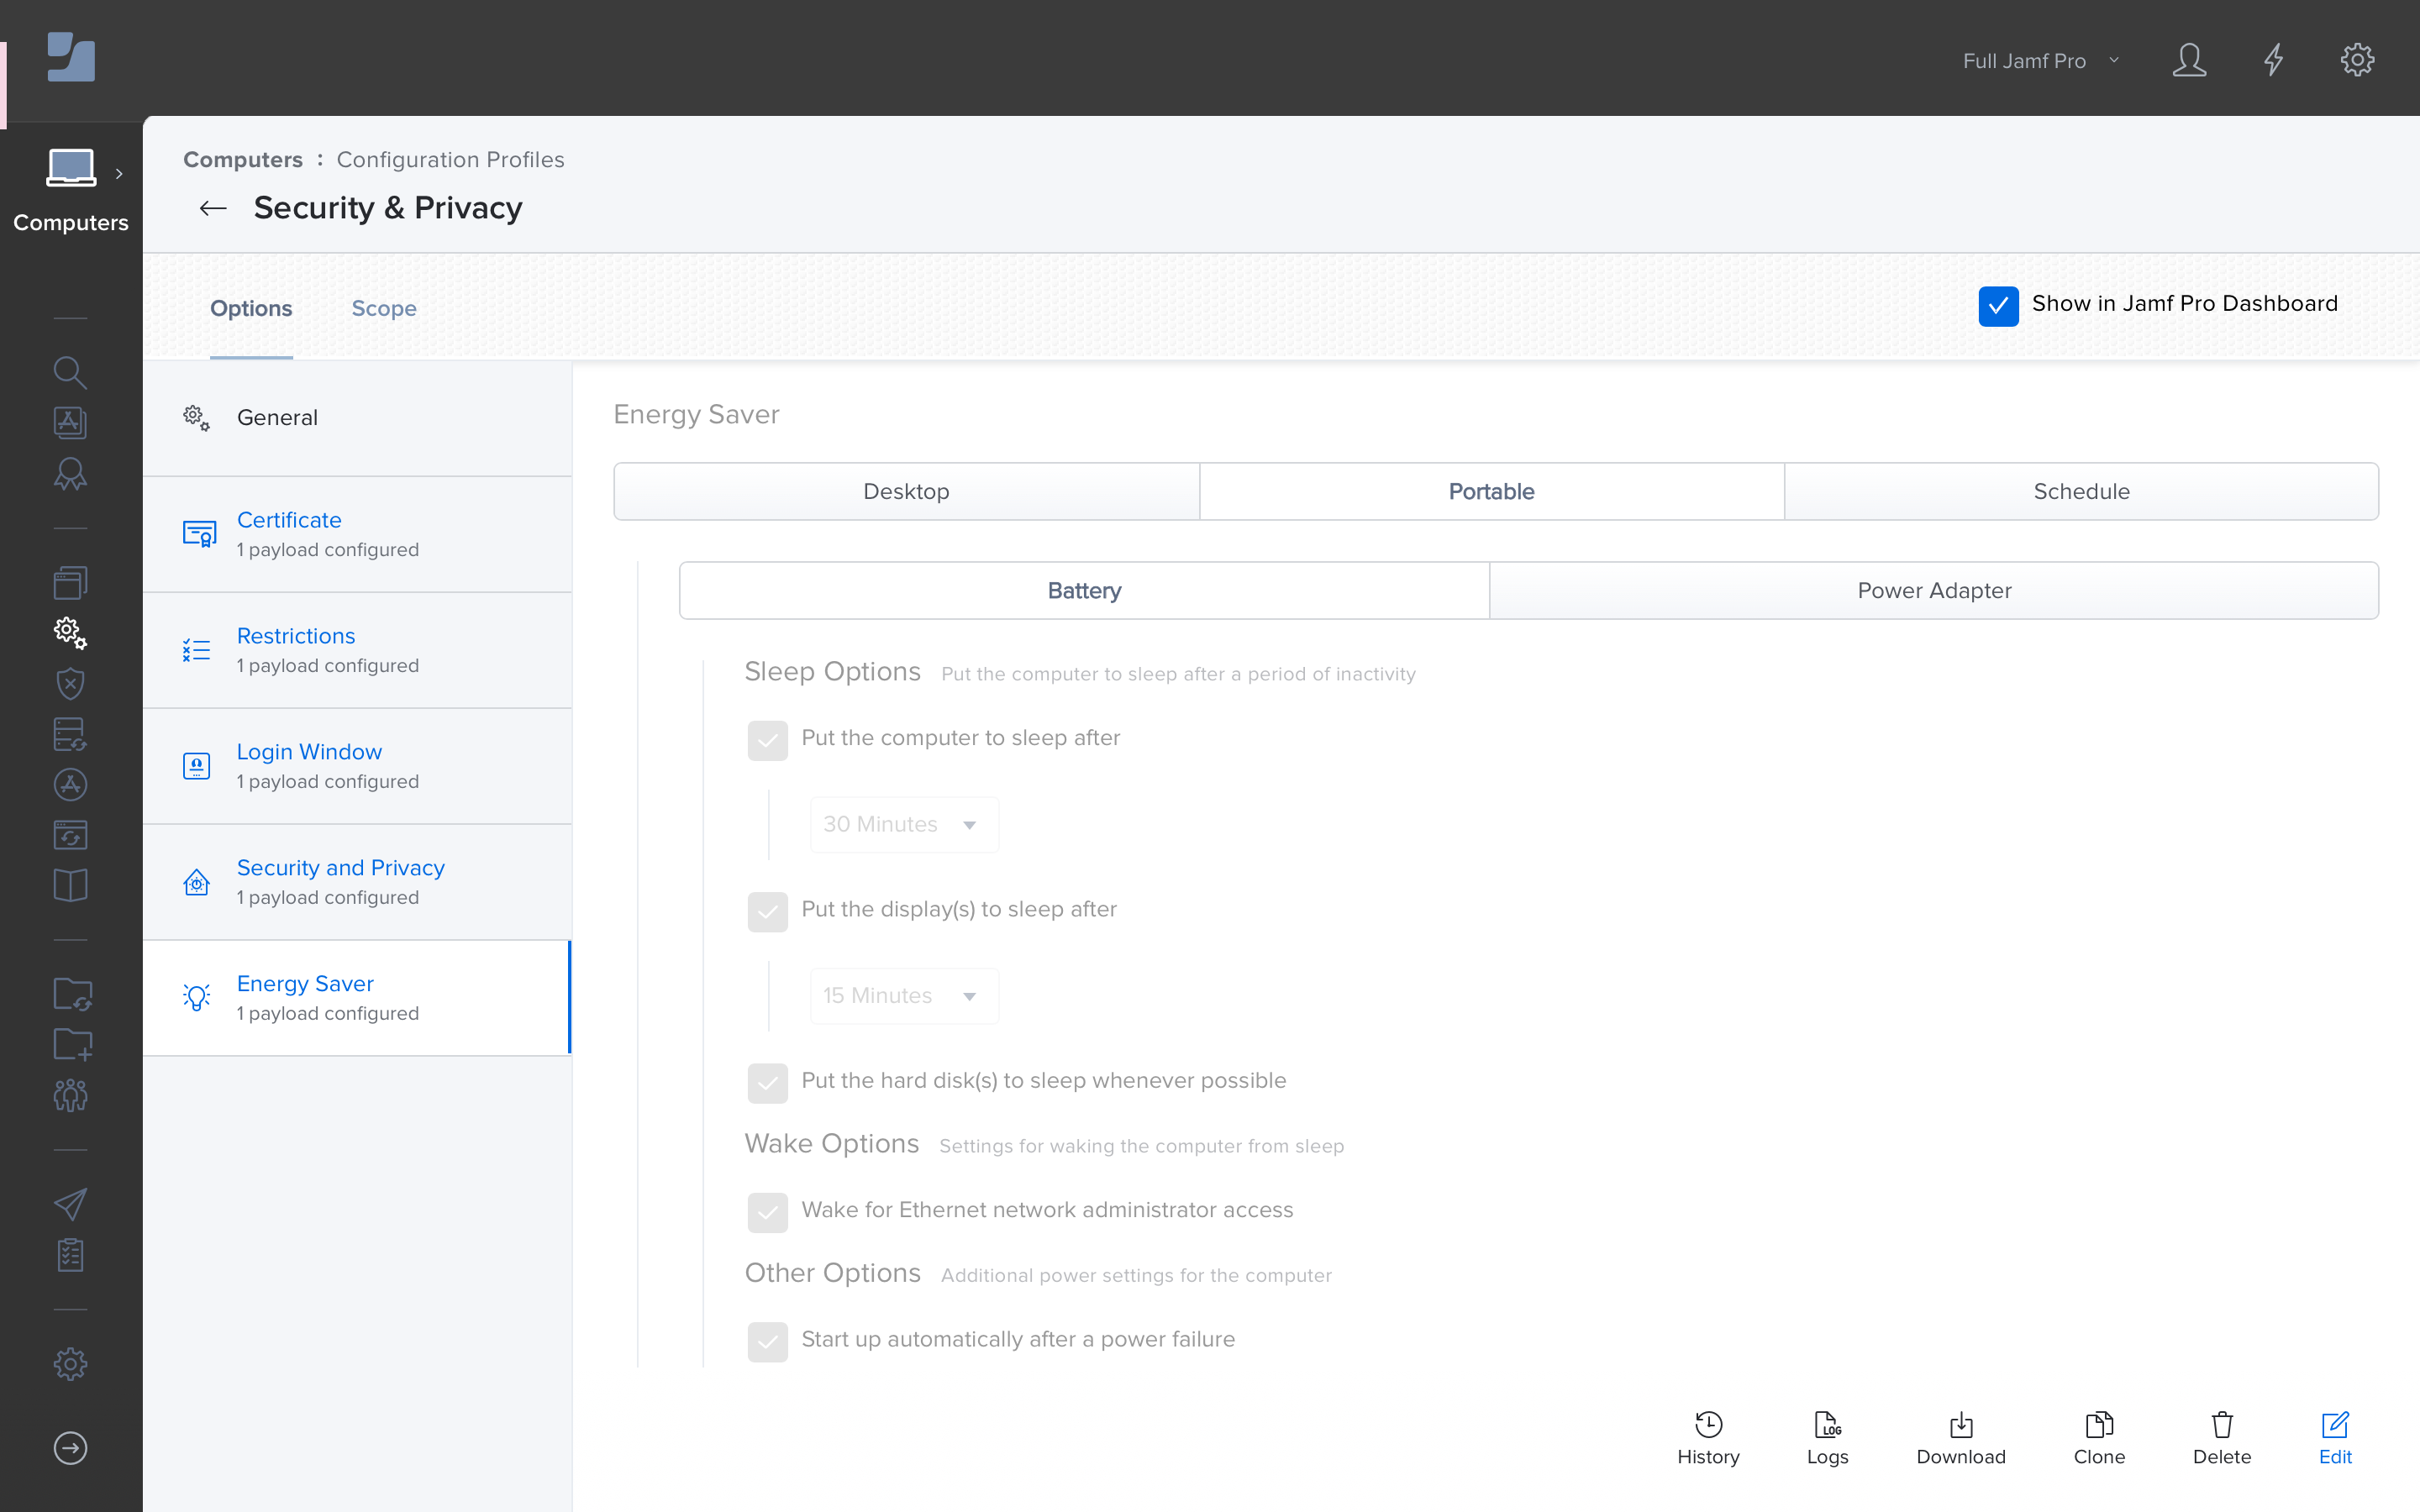 Full Jamf Pro
Computers : Configuration Profiles
Computers
Security & Privacy
Options
Scope
Show in Jamf Pro Dashboard
General
Certificate
1 payload configured
Restrictions
1 payload configured
Login Window
1 payload configured
Security and Privacy
1 payload configured
Energy Saver
1 payload configured
Energy Saver
Desktop
Portable
Schedule
Battery
Power Adapter
Sleep Options Put the computer to sleep after a period of inactivity
Put the computer to sleep after
30 Minutes
Put the display(s) to sleep after
15 Minutes
Put the hard disk(s) to sleep whenever possible
Wake Options Settings for waking the computer from sleep
Wake for Ethernet network administrator access
Other Options Additional power settings for the computer
Start up automatically after a power failure
LOG
History
Logs
Download
Clone
Delete
Edit